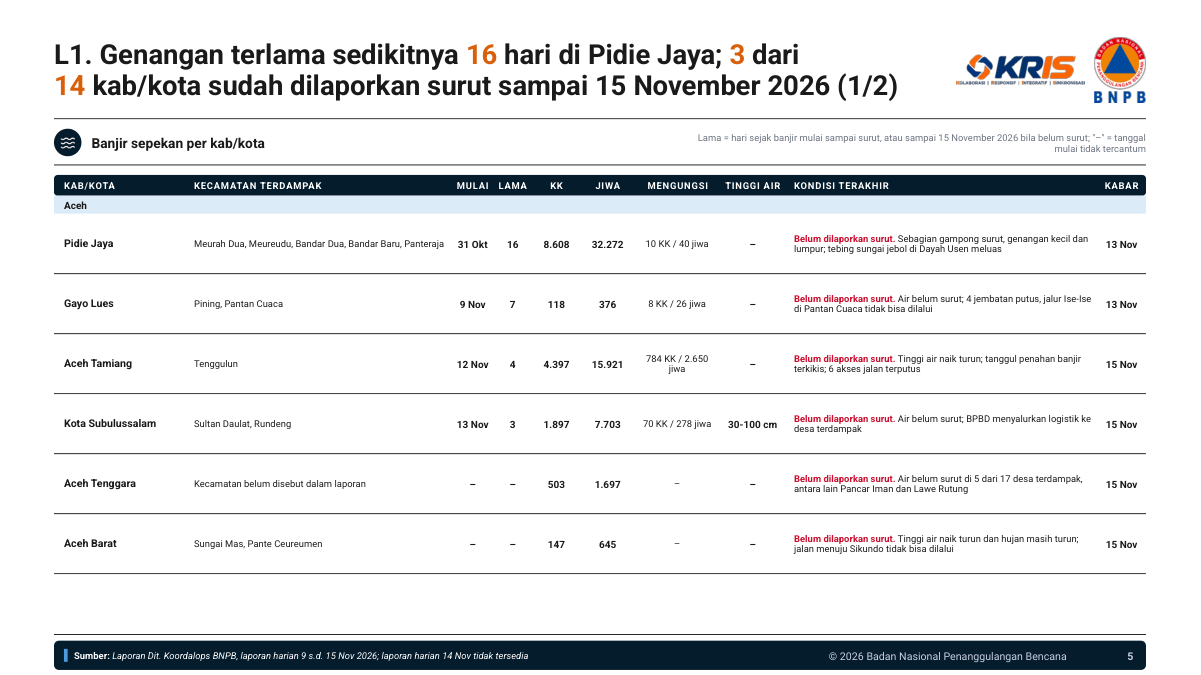 L1. Genangan terlama sedikitnya 16 hari di Pidie Jaya; 3 dari
14 kab/kota sudah dilaporkan surut sampai 15 November 2026 (1/2)
KRIS
KOLABORASI | RESPONSIF | INTEGRATIF | SINKRONISASI
BADAN NASIONAL PENANGGULANGAN BENCANA
BNPB
Banjir sepekan per kab/kota
Lama = hari sejak banjir mulai sampai surut, atau sampai 15 November 2026 bila belum surut; "–" = tanggal
mulai tidak tercantum
KAB/KOTA KECAMATAN TERDAMPAK MULAI LAMA KK JIWA MENGUNGSI TINGGI AIR KONDISI TERAKHIR KABAR
Aceh
Pidie Jaya Meurah Dua, Meureudu, Bandar Dua, Bandar Baru, Panteraja 31 Okt 16 8.608 32.272 10 KK / 40 jiwa – Belum dilaporkan surut. Sebagian gampong surut, genangan kecil dan 13 Nov
lumpur; tebing sungai jebol di Dayah Usen meluas
Gayo Lues Pining, Pantan Cuaca 9 Nov 7 118 376 8 KK / 26 jiwa – Belum dilaporkan surut. Air belum surut; 4 jembatan putus, jalur Ise-Ise 13 Nov
di Pantan Cuaca tidak bisa dilalui
Aceh Tamiang Tenggulun 12 Nov 4 4.397 15.921 784 KK / 2.650 – Belum dilaporkan surut. Tinggi air naik turun; tanggul penahan banjir 15 Nov
jiwa terkikis; 6 akses jalan terputus
Kota Subulussalam Sultan Daulat, Rundeng 13 Nov 3 1.897 7.703 70 KK / 278 jiwa 30-100 cm Belum dilaporkan surut. Air belum surut; BPBD menyalurkan logistik ke 15 Nov
desa terdampak
Aceh Tenggara Kecamatan belum disebut dalam laporan – – 503 1.697 – – Belum dilaporkan surut. Air belum surut di 5 dari 17 desa terdampak, 15 Nov
antara lain Pancar Iman dan Lawe Rutung
Aceh Barat Sungai Mas, Pante Ceureumen – – 147 645 – – Belum dilaporkan surut. Tinggi air naik turun dan hujan masih turun; 15 Nov
jalan menuju Sikundo tidak bisa dilalui
Sumber: Laporan Dit. Koordalops BNPB, laporan harian 9 s.d. 15 Nov 2026; laporan harian 14 Nov tidak tersedia
© 2026 Badan Nasional Penanggulangan Bencana 5